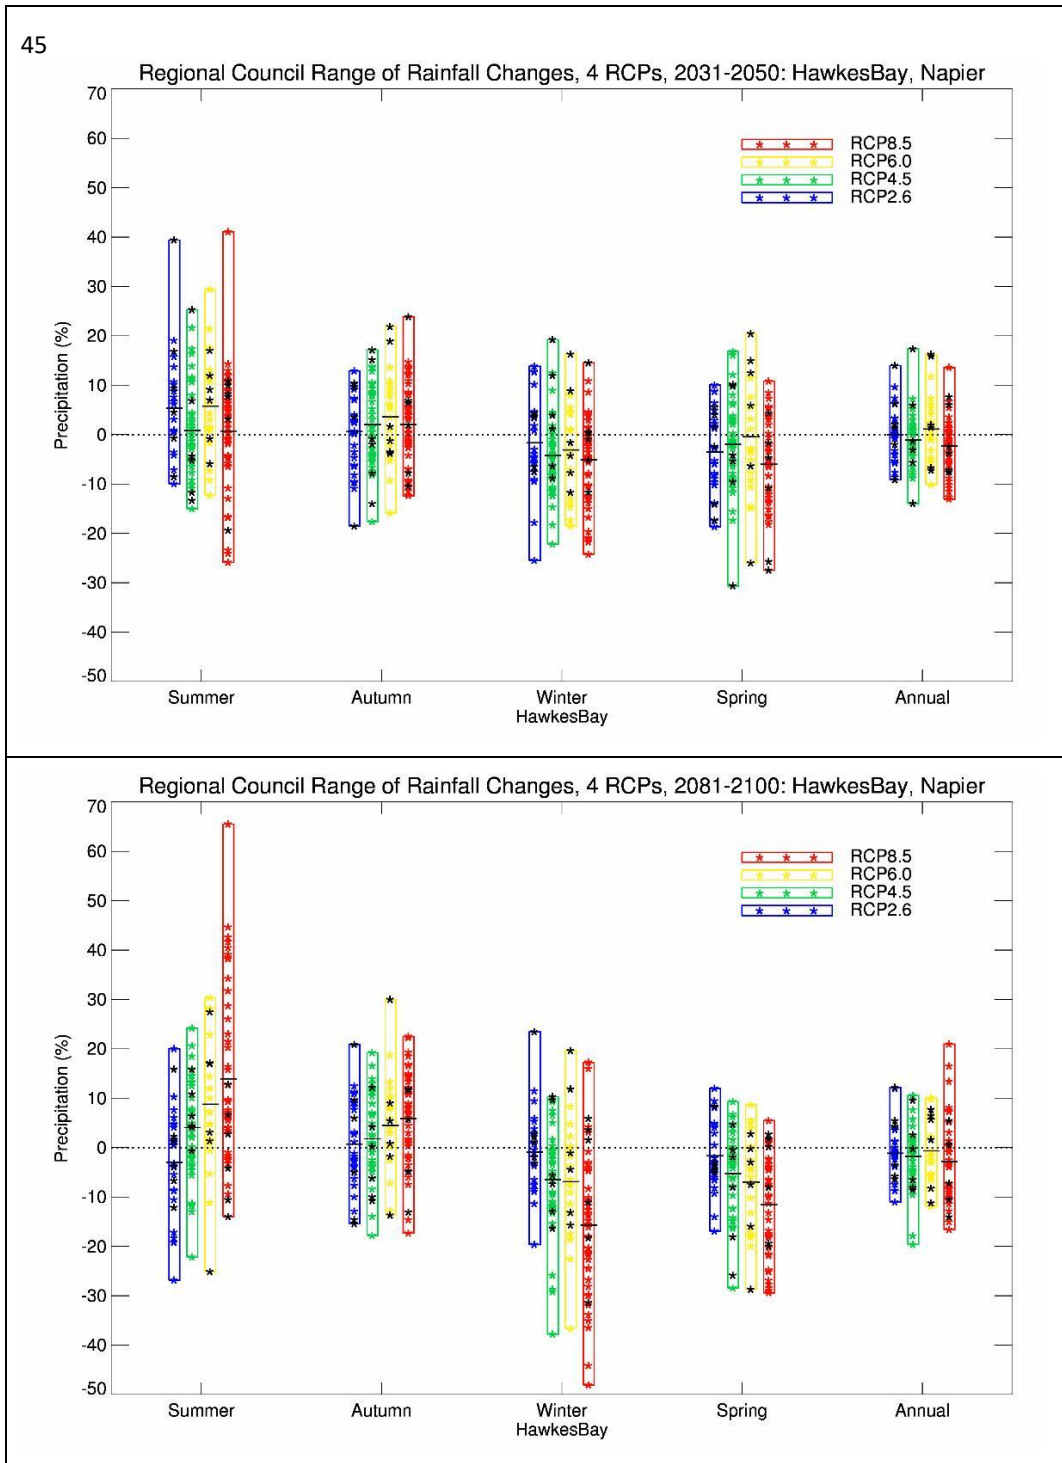 45
Regional Council Range of Rainfall Changes, 4 RCPs, 2031-2050: HawkesBay, Napier
70
60
50
40
30
20
10
0
-10
-20
-30
-40
-50
Precipitation (%)
RCP8.5
RCP6.0
RCP4.5
RCP2.6
Summer Autumn Winter Spring Annual
HawkesBay
Regional Council Range of Rainfall Changes, 4 RCPs, 2081-2100: HawkesBay, Napier
70
60
50
40
30
20
10
0
-10
-20
-30
-40
-50
Precipitation (%)
RCP8.5
RCP6.0
RCP4.5
RCP2.6
Summer Autumn Winter Spring Annual
HawkesBay